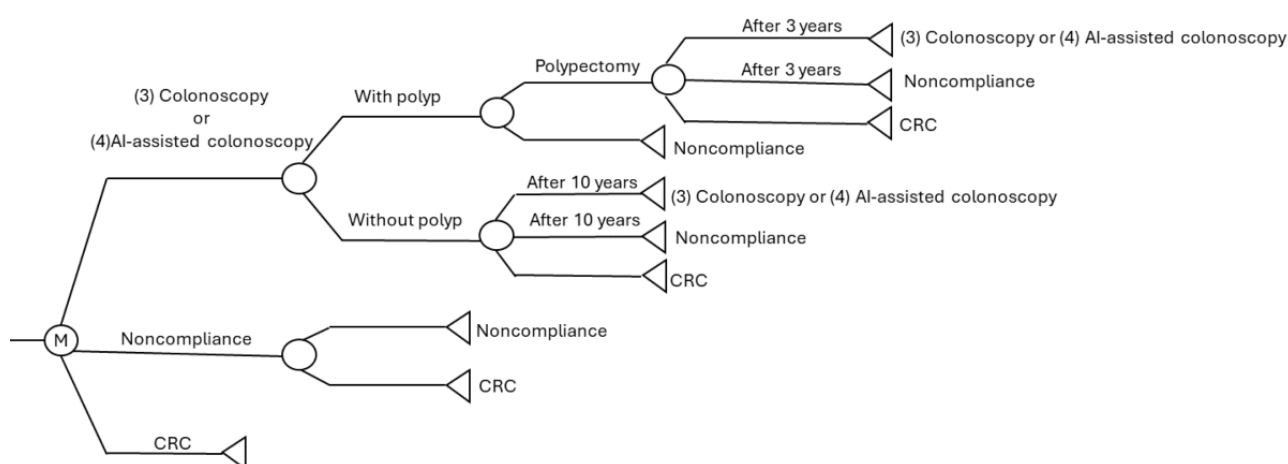 After 3 years
(3) Colonoscopy or (4) AI-assisted colonoscopy
Polypectomy
After 3 years
Noncompliance
(3) Colonoscopy
or
(4)AI-assisted colonoscopy
With polyp
CRC
Noncompliance
After 10 years
(3) Colonoscopy or (4) AI-assisted colonoscopy
Without polyp
After 10 years
Noncompliance
CRC
M
Noncompliance
Noncompliance
CRC
CRC